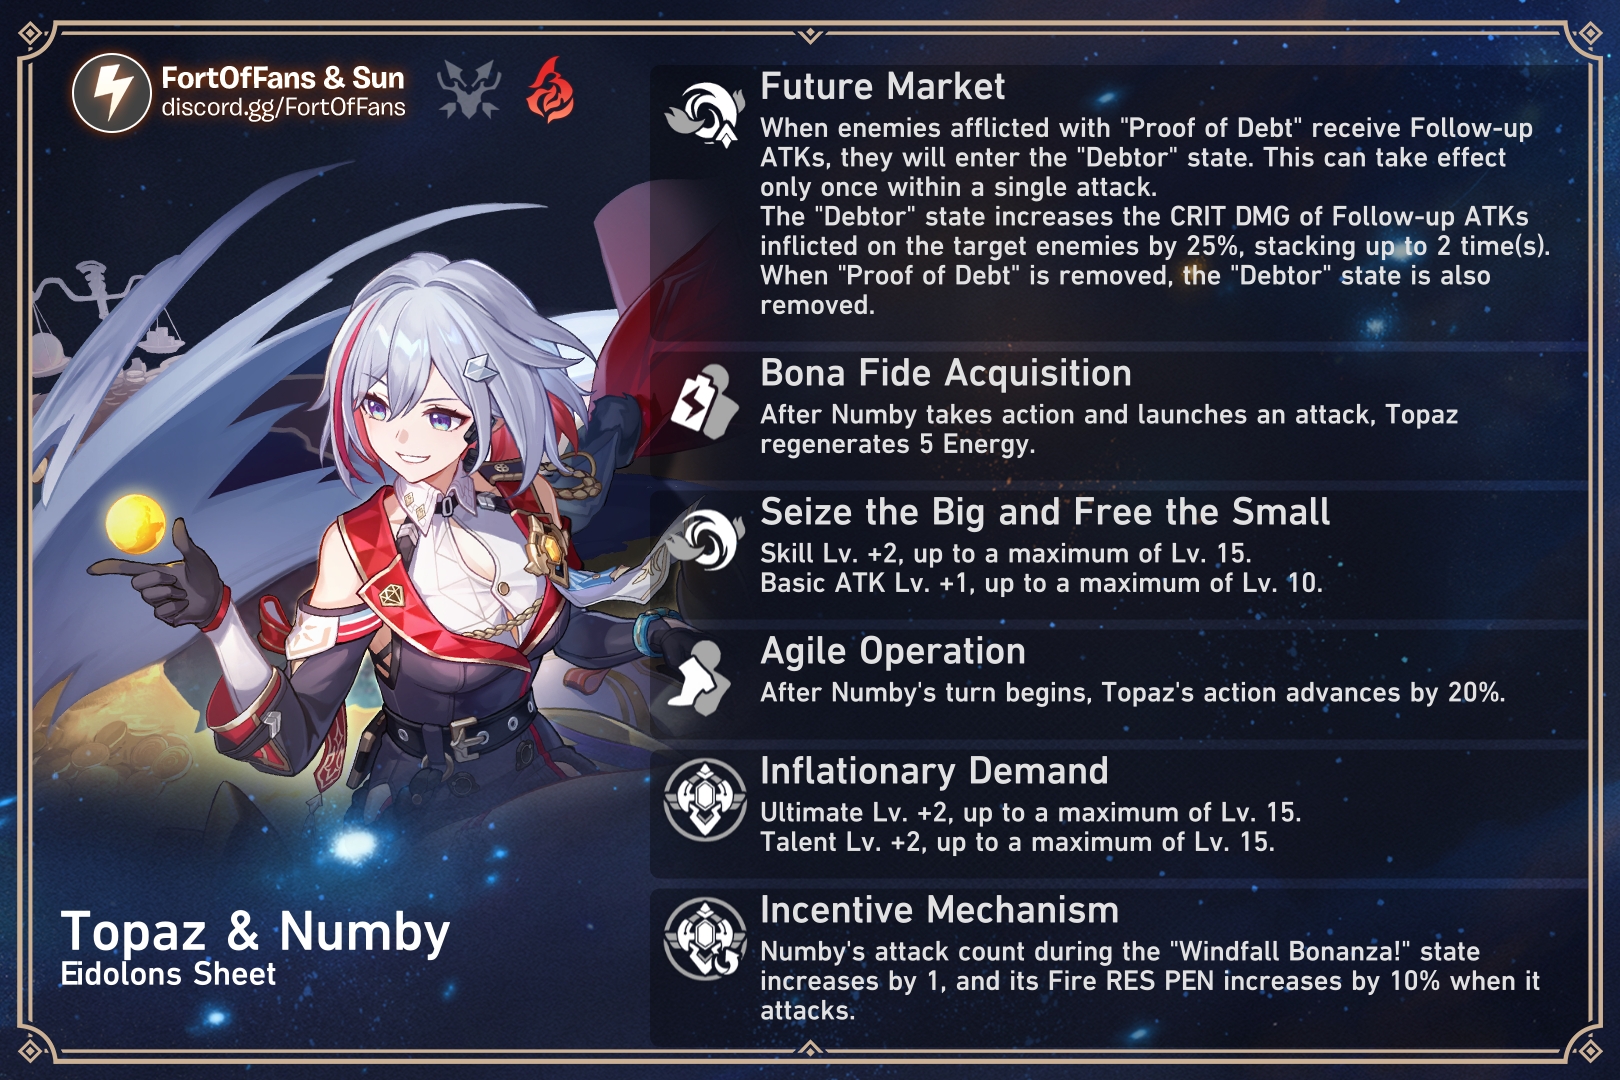 FortOfFans & Sun
discord.gg/FortOfFans
Future Market
When enemies afflicted with "Proof of Debt" receive Follow-up
ATKs, they will enter the "Debtor" state. This can take effect
only once within a single attack.
The "Debtor" state increases the CRIT DMG of Follow-up ATKs
inflicted on the target enemies by 25%, stacking up to 2 time(s).
When "Proof of Debt" is removed, the "Debtor" state is also
removed.
Bona Fide Acquisition
After Numby takes action and launches an attack, Topaz
regenerates 5 Energy.
Seize the Big and Free the Small
Skill Lv. +2, up to a maximum of Lv. 15.
Basic ATK Lv. +1, up to a maximum of Lv. 10.
Agile Operation
After Numby's turn begins, Topaz's action advances by 20%.
Inflationary Demand
Ultimate Lv. +2, up to a maximum of Lv. 15.
Talent Lv. +2, up to a maximum of Lv. 15.
Incentive Mechanism
Numby's attack count during the "Windfall Bonanza!" state
increases by 1, and its Fire RES PEN increases by 10% when it
attacks.
Topaz & Numby
Eidolons Sheet